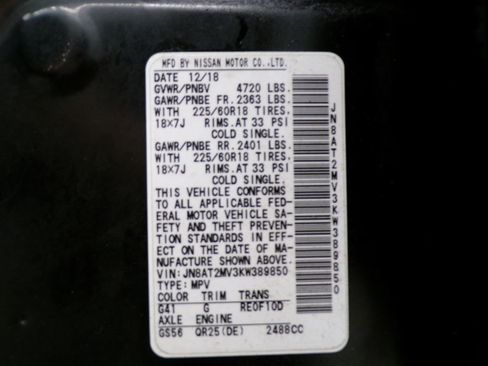 MFD BY NISSAN MOTOR CO.,LTD.
DATE 12/18
GVWR/PNBV 4720 LBS.
GAWR/PNBE FR. 2363 LBS.
WITH 225/60R18 TIRES.
18X7J RIMS.AT 33 PSI
COLD SINGLE.
GAWR/PNBE RR. 2401 LBS.
WITH 225/60R18 TIRES.
18X7J RIMS.AT 33 PSI
COLD SINGLE.
THIS VEHICLE CONFORMS
TO ALL APPLICABLE FED-
ERAL MOTOR VEHICLE SA-
FETY AND THEFT PREVEN-
TION STANDARDS IN EFF-
ECT ON THE DATE OF MA-
NUFACTURE SHOWN ABOVE.
VIN: JN8AT2MV3KW389850
TYPE: MPV
COLOR TRIM TRANS
G41 G RE0F10D
AXLE ENGINE
GS56 QR25(DE) 2488CC
JN8AT2MV3KW389850